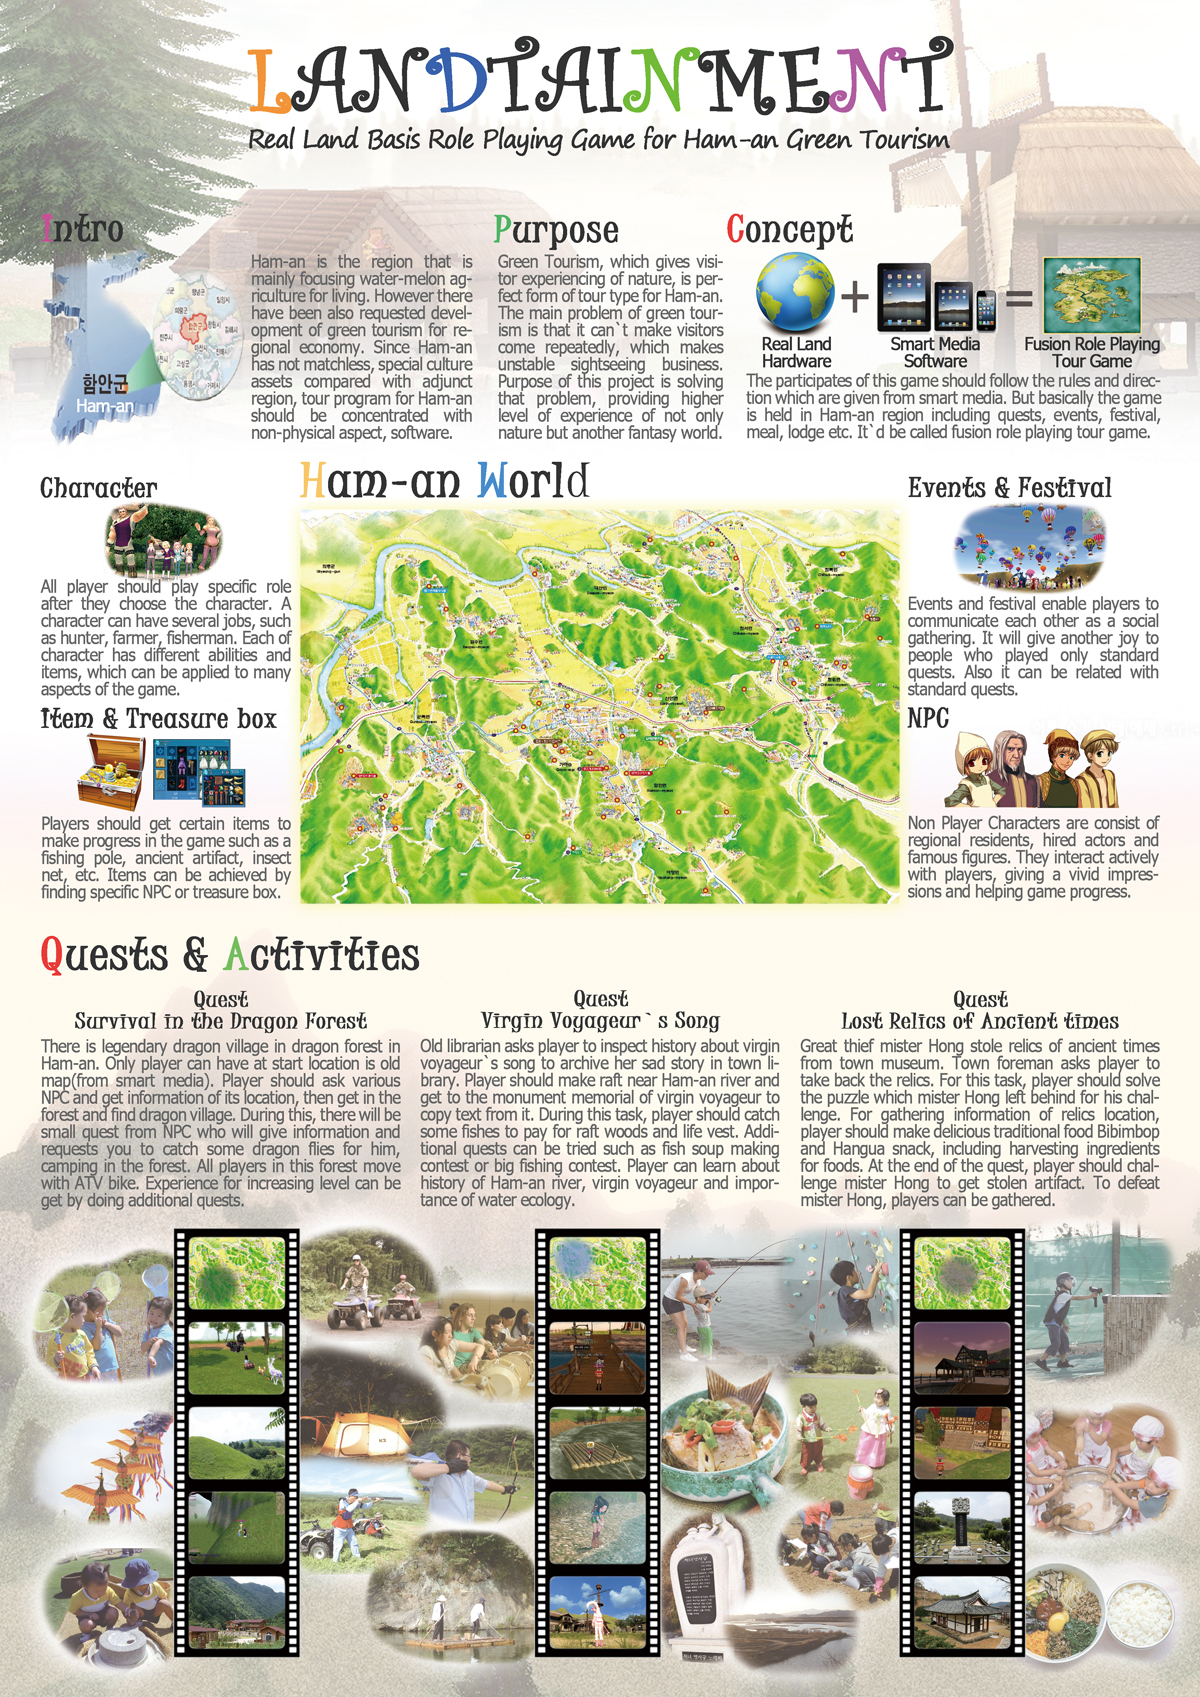 LANDTAINMENT
Real Land Basis Role Playing Game for Ham-an Green Tourism
Intro
함안군
Ham-an
Ham-an is the region that is
mainly focusing water-melon ag-
riculture for living. However there
have been also requested devel-
opment of green tourism for re-
gional economy. Since Ham-an
has not matchless, special culture
assets compared with adjunct
region, tour program for Ham-an
should be concentrated with
non-physical aspect, software.
Purpose
Green Tourism, which gives visi-
tor experiencing of nature, is per-
fect form of tour type for Ham-an.
The main problem of green tour-
ism is that it can`t make visitors
come repeatedly, which makes
unstable sightseeing business.
Purpose of this project is solving
that problem, providing higher
level of experience of not only
nature but another fantasy world.
Concept
+
=
Real Land
Hardware
Smart Media
Software
Fusion Role Playing
Tour Game
The participates of this game should follow the rules and direc-
tion which are given from smart media. But basically the game
is held in Ham-an region including quests, events, festival,
meal, lodge etc. It`d be called fusion role playing tour game.
Character
All player should play specific role
after they choose the character. A
character can have several jobs, such
as hunter, farmer, fisherman. Each of
character has different abilities and
items, which can be applied to many
aspects of the game.
Item & Treasure box
Players should get certain items to
make progress in the game such as a
fishing pole, ancient artifact, insect
net, etc. Items can be achieved by
finding specific NPC or treasure box.
Ham-an World
Events & Festival
Events and festival enable players to
communicate each other as a social
gathering. It will give another joy to
people who played only standard
quests. Also it can be related with
standard quests.
NPC
Non Player Characters are consist of
regional residents, hired actors and
famous figures. They interact actively
with players, giving a vivid impres-
sions and helping game progress.
Quests & Activities
Quest
Survival in the Dragon Forest
There is legendary dragon village in dragon forest in
Ham-an. Only player can have at start location is old
map(from smart media). Player should ask various
NPC and get information of its location, then get in the
forest and find dragon village. During this, there will be
small quest from NPC who will give information and
requests you to catch some dragon flies for him,
camping in the forest. All players in this forest move
with ATV bike. Experience for increasing level can be
get by doing additional quests.
Quest
Virgin Voyageur`s Song
Old librarian asks player to inspect history about virgin
voyageur`s song to archive her sad story in town li-
brary. Player should make raft near Ham-an river and
get to the monument memorial of virgin voyageur to
copy text from it. During this task, player should catch
some fishes to pay for raft woods and life vest. Addi-
tional quests can be tried such as fish soup making
contest or big fishing contest. Player can learn about
history of Ham-an river, virgin voyageur and impor-
tance of water ecology.
Quest
Lost Relics of Ancient times
Great thief mister Hong stole relics of ancient times
from town museum. Town foreman asks player to
take back the relics. For this task, player should solve
the puzzle which mister Hong left behind for his chal-
lenge. For gathering information of relics location,
player should make delicious traditional food Bibimbop
and Hangua snack, including harvesting ingredients
for foods. At the end of the quest, player should chal-
lenge mister Hong to get stolen artifact. To defeat
mister Hong, players can be gathered.